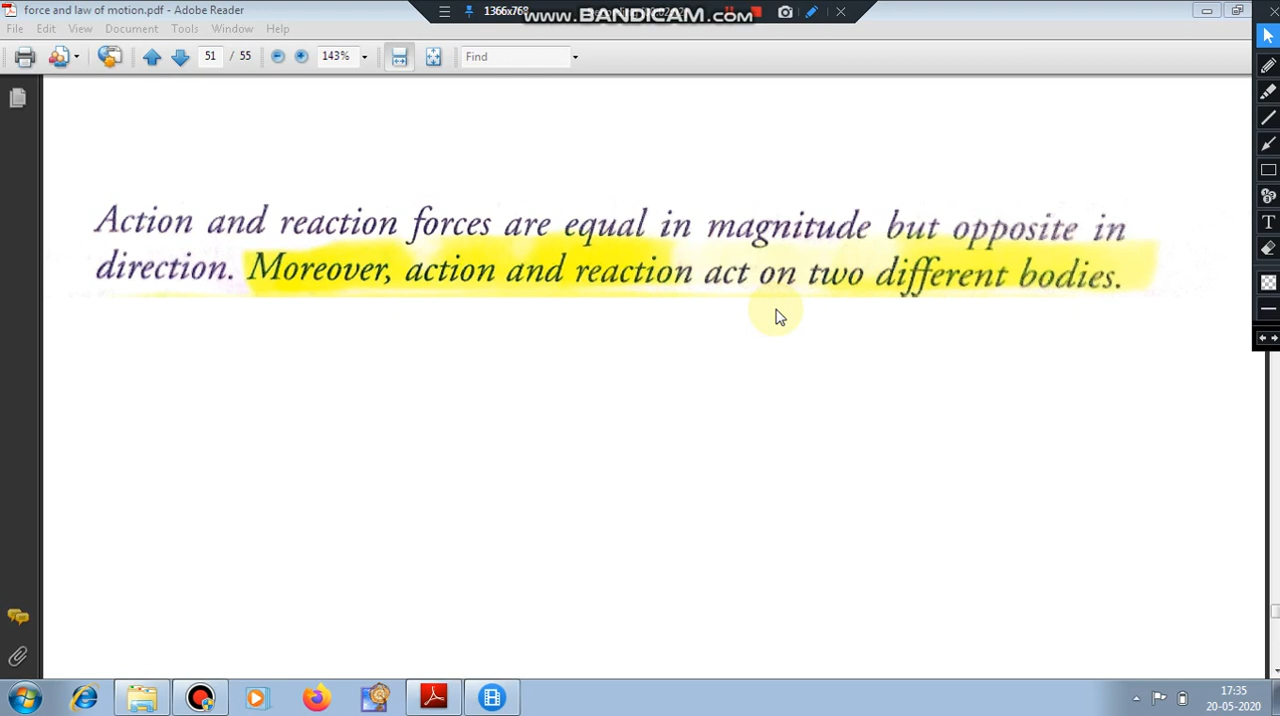 force and law of motion.pdf - Adobe Reader
1366x768
www.BANDICAM.com
File Edit View Document Tools Window Help
51 / 55 143% Find
Action and reaction forces are equal in magnitude but opposite in
direction. Moreover, action and reaction act on two different bodies.
17:35
20-05-2020